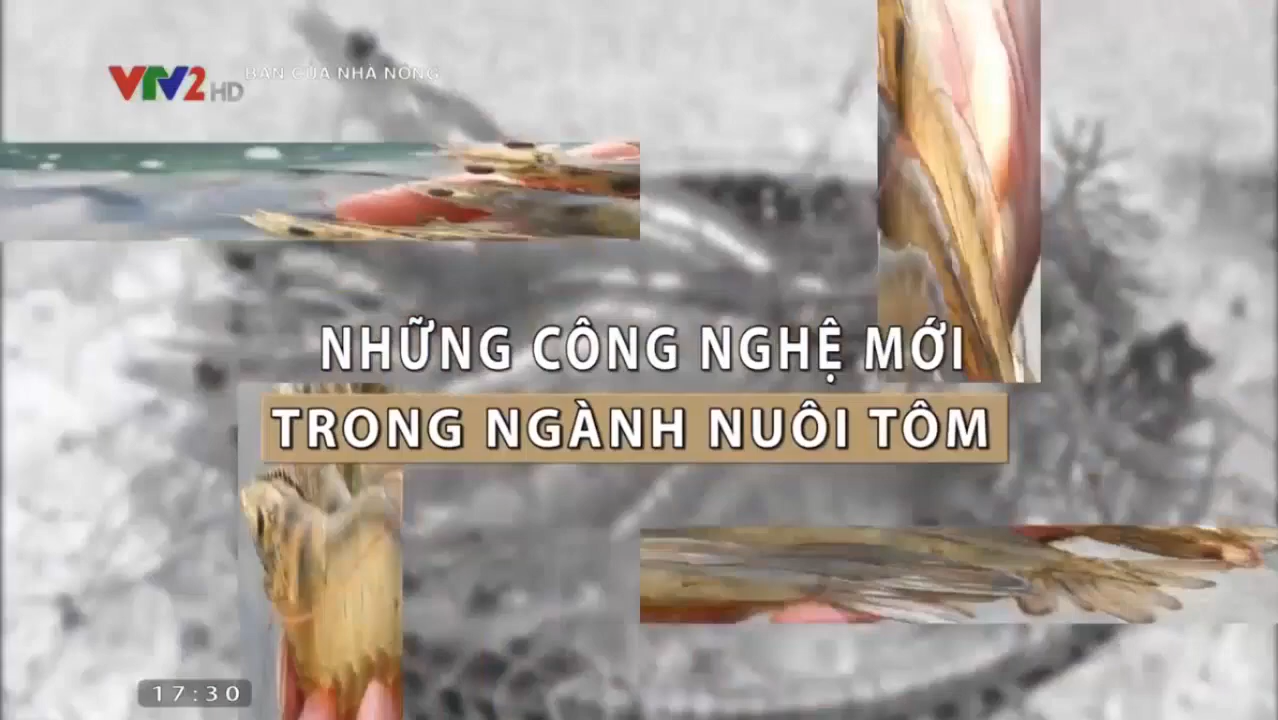 VTV2 HD
BẠN CỦA NHÀ NÔNG
NHỮNG CÔNG NGHỆ MỚI
TRONG NGÀNH NUÔI TÔM
17:30